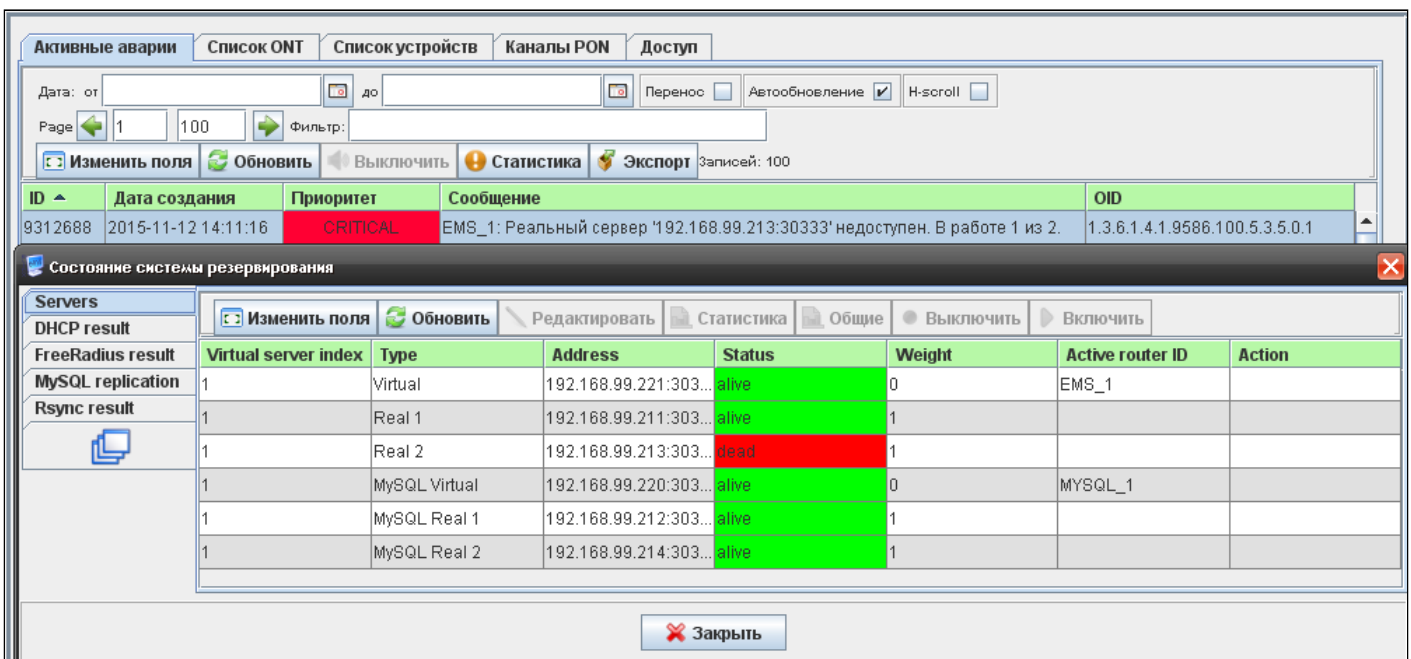 Активные аварии Список ONT Список устройств Каналы PON Доступ
Дата: от до Перенос Автообновление H-scroll
Page 1 100 Фильтр:
Изменить поля Обновить Выключить Статистика Экспорт Записей: 100
ID Дата создания Приоритет Сообщение OID
9312688 2015-11-12 14:11:16 CRITICAL EMS_1: Реальный сервер '192.168.99.213:30333' недоступен. В работе 1 из 2. 1.3.6.1.4.1.9586.100.5.3.5.0.1
Состояние системы резервирования
Servers
DHCP result
FreeRadius result
MySQL replication
Rsync result
Изменить поля Обновить Редактировать Статистика Общие Выключить Включить
Virtual server index Type Address Status Weight Active router ID Action
1 Virtual 192.168.99.221:303... alive 0 EMS_1
1 Real 1 192.168.99.211:303... alive 1
1 Real 2 192.168.99.213:303... dead 1
1 MySQL Virtual 192.168.99.220:303... alive 0 MYSQL_1
1 MySQL Real 1 192.168.99.212:303... alive 1
1 MySQL Real 2 192.168.99.214:303... alive 1
Закрыть